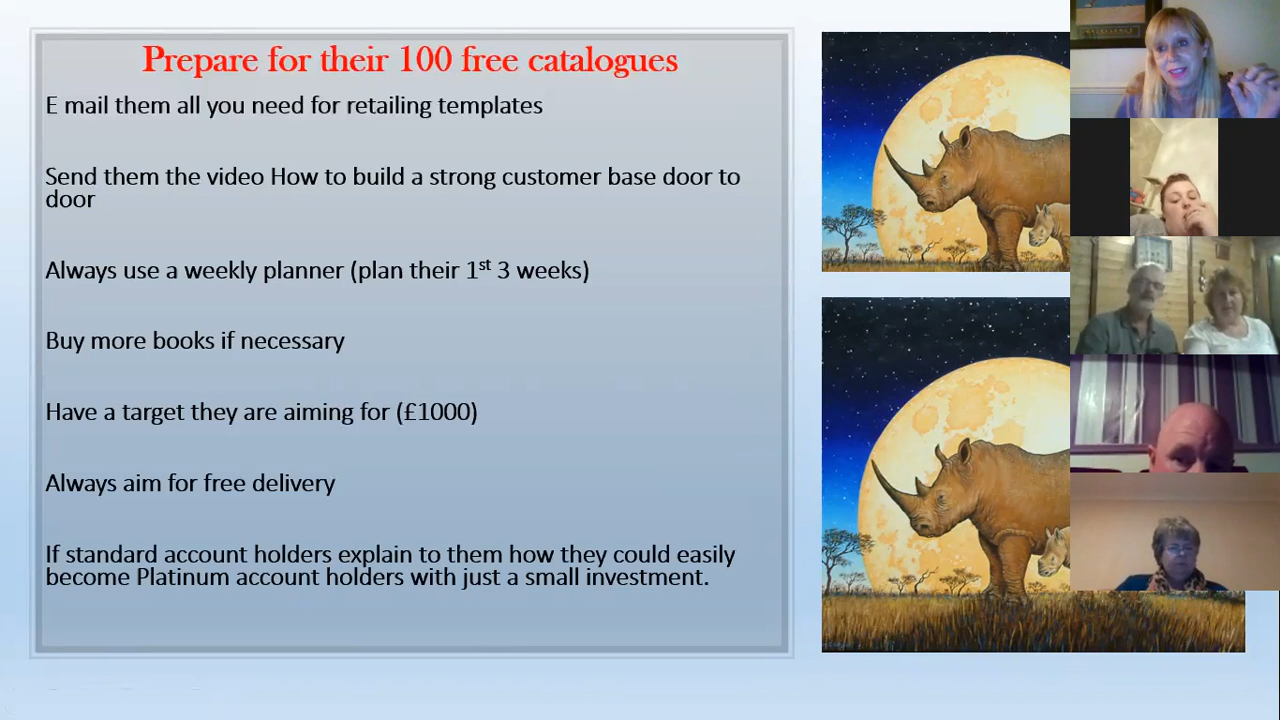 Prepare for their 100 free catalogues
E mail them all you need for retailing templates
Send them the video How to build a strong customer base door to
door
Always use a weekly planner (plan their 1st 3 weeks)
Buy more books if necessary
Have a target they are aiming for (£1000)
Always aim for free delivery
If standard account holders explain to them how they could easily
become Platinum account holders with just a small investment.